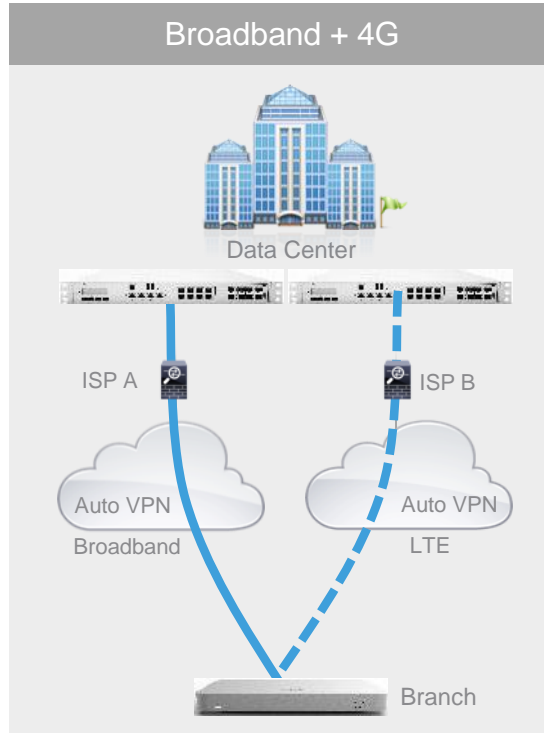 Broadband + 4G
Data Center
ISP A
ISP B
Auto VPN
Auto VPN
Broadband
LTE
Branch